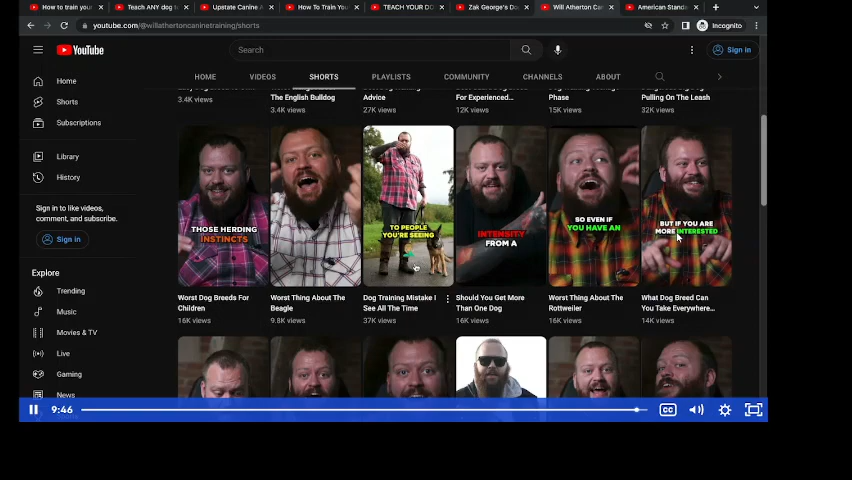 How to train your
Teach ANY dog t
Upstate Canine A
How To Train You
TEACH YOUR DO
Zak George's Do
Will Atherton Can
American Standa
youtube.com/@willathertoncaninetraining/shorts
Incognito
YouTube
Search
Sign in
HOME
VIDEOS
SHORTS
PLAYLISTS
COMMUNITY
CHANNELS
ABOUT
Home
Shorts
Subscriptions
Library
History
Sign in to like videos,
comment, and subscribe.
Sign in
Explore
Trending
Music
Movies & TV
Live
Gaming
News
3.4K views
The English Bulldog
3.4K views
Advice
27K views
For Experienced...
12K views
Phase
15K views
Pulling On The Leash
32K views
THOSE HERDING
INSTINCTS
TO PEOPLE
YOU'RE SEEING
INTENSITY
FROM A
SO EVEN IF
YOU HAVE AN
BUT IF YOU ARE
MORE INTERESTED
Worst Dog Breeds For
Children
16K views
Worst Thing About The
Beagle
9.8K views
Dog Training Mistake I
See All The Time
37K views
Should You Get More
Than One Dog
16K views
Worst Thing About The
Rottweiler
16K views
What Dog Breed Can
You Take Everywhere...
14K views
9:46
CC